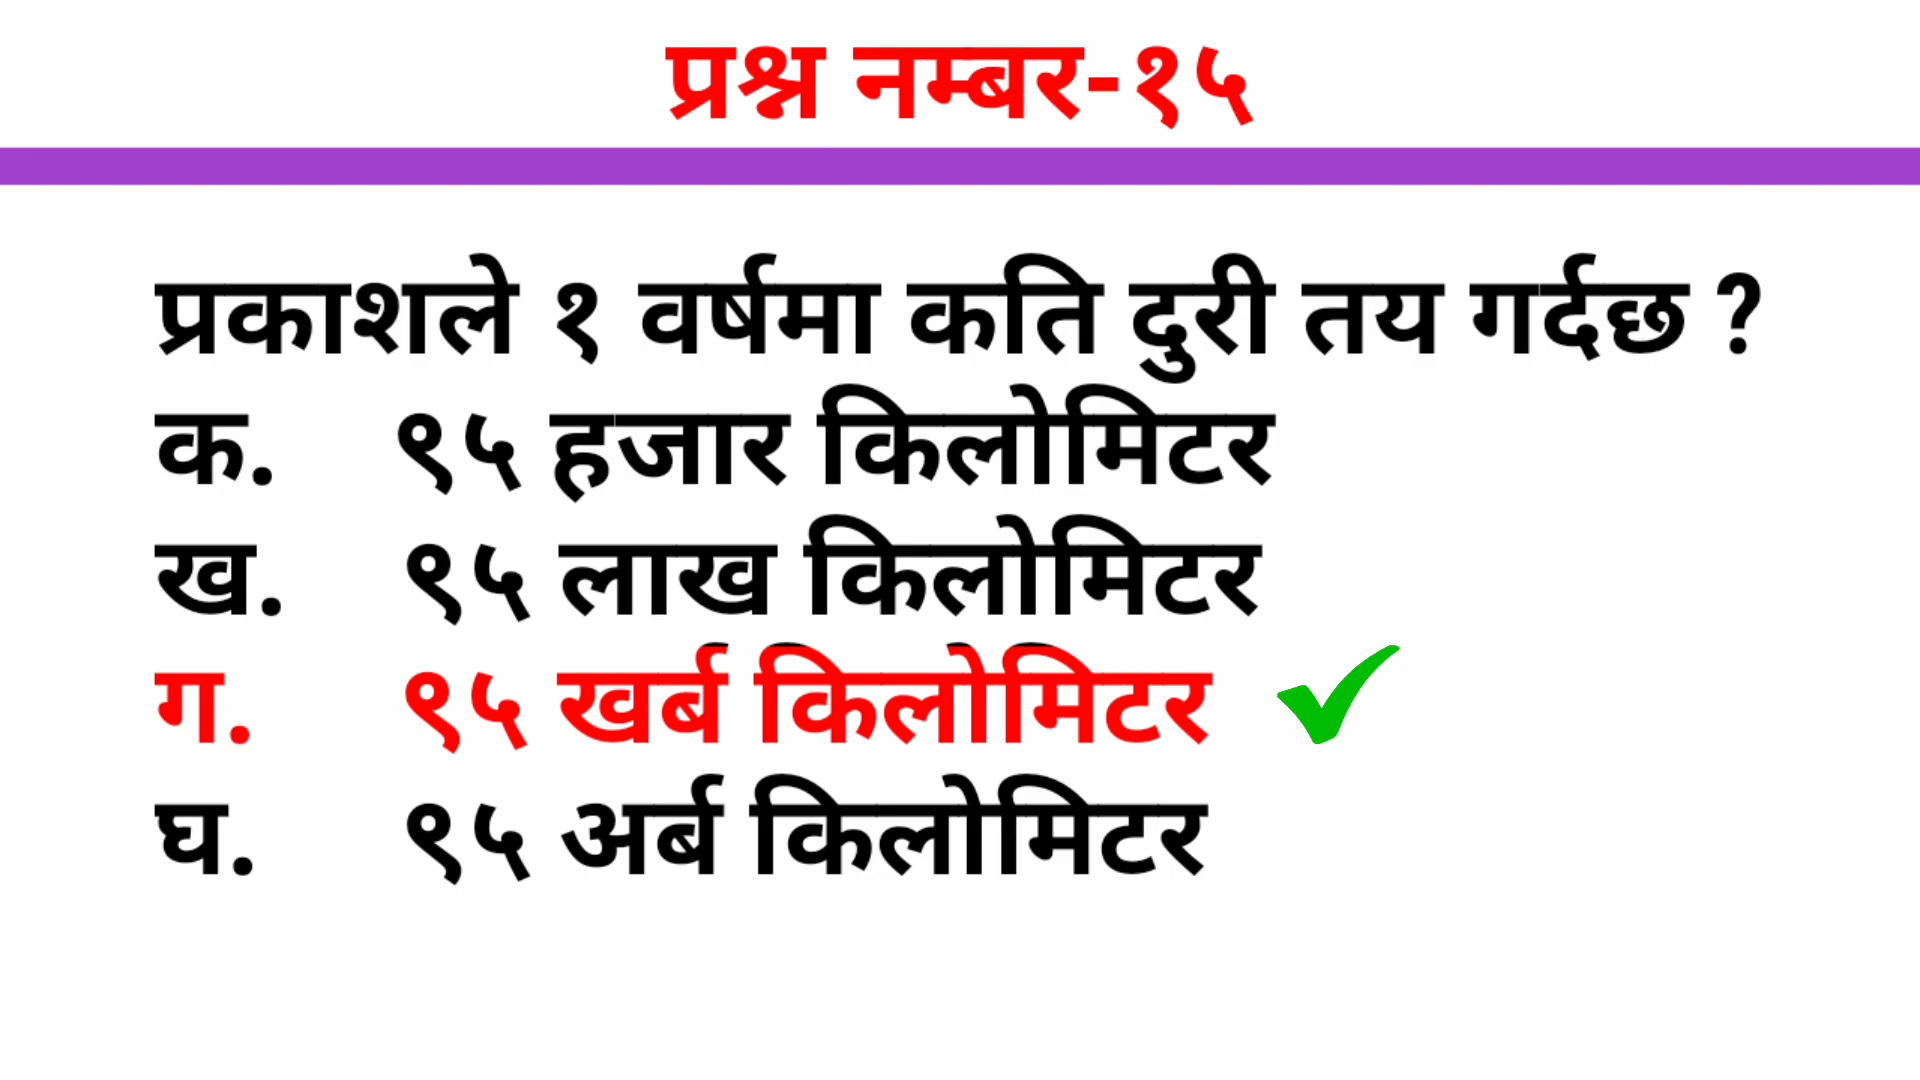 प्रश्न नम्बर-१५
प्रकाशले १ वर्षमा कति दुरी तय गर्दछ ?
क. ९५ हजार किलोमिटर
ख. ९५ लाख किलोमिटर
ग. ९५ खर्ब किलोमिटर
घ. ९५ अर्ब किलोमिटर